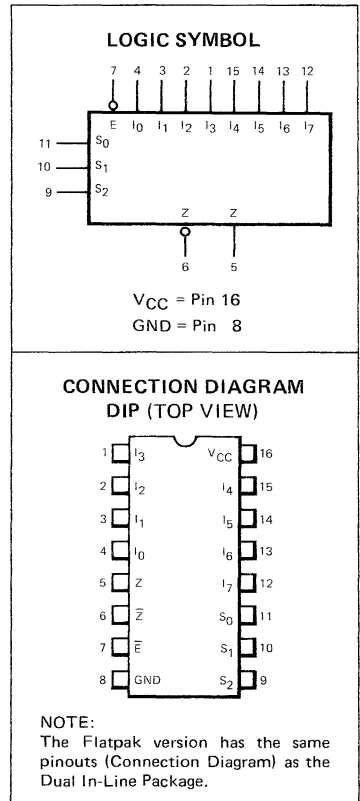 LOGIC SYMBOL
7 4 3 2 1 15 14 13 12
E I0 I1 I2 I3 I4 I5 I6 I7
11 S0
10 S1
9 S2
Z Z
6 5
VCC = Pin 16
GND = Pin 8
CONNECTION DIAGRAM
DIP (TOP VIEW)
1 I3 VCC 16
2 I2 I4 15
3 I1 I5 14
4 I0 I6 13
5 Z I7 12
6 Z̅ S0 11
7 E̅ S1 10
8 GND S2 9
NOTE:
The Flatpak version has the same
pinouts (Connection Diagram) as the
Dual In-Line Package.